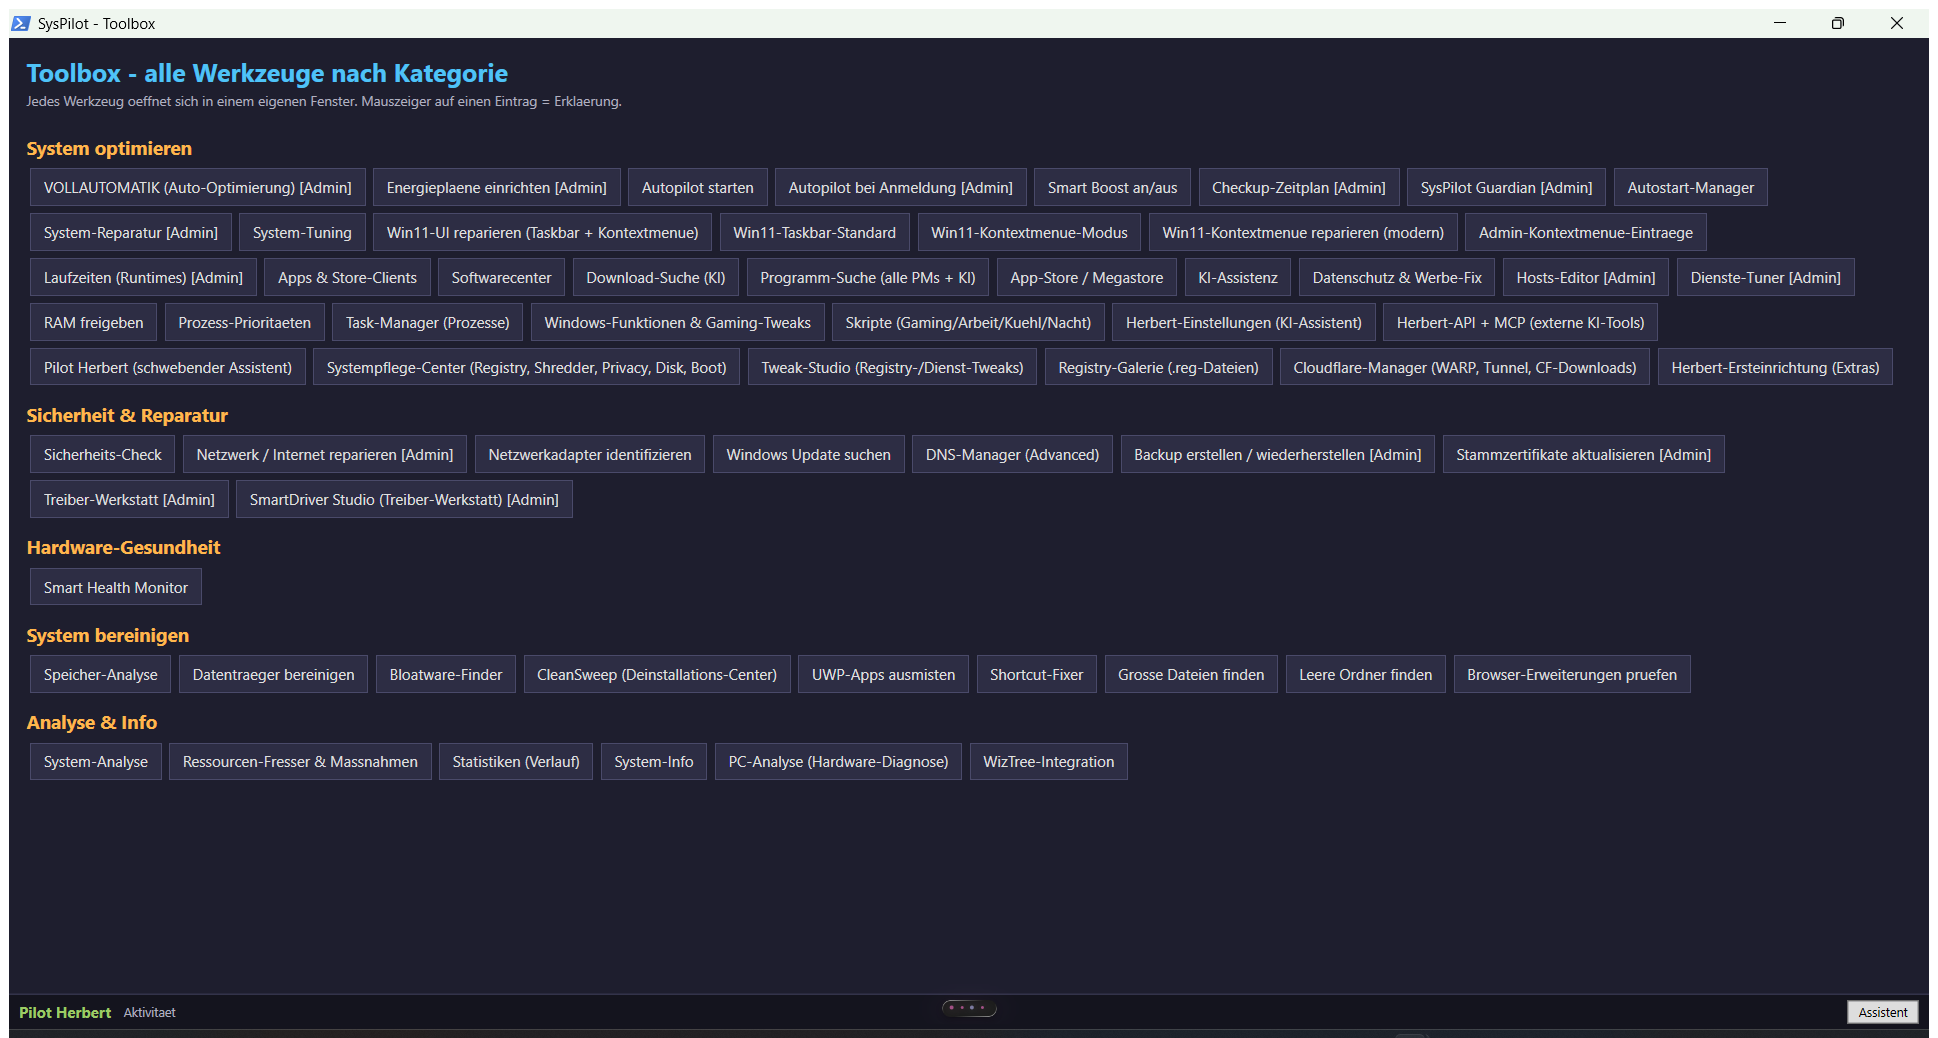 SysPilot - Toolbox
Toolbox - alle Werkzeuge nach Kategorie
Jedes Werkzeug oeffnet sich in einem eigenen Fenster. Mauszeiger auf einen Eintrag = Erklaerung.
System optimieren
VOLLAUTOMATIK (Auto-Optimierung) [Admin] Energieplaene einrichten [Admin] Autopilot starten Autopilot bei Anmeldung [Admin] Smart Boost an/aus Checkup-Zeitplan [Admin] SysPilot Guardian [Admin] Autostart-Manager
System-Reparatur [Admin] System-Tuning Win11-UI reparieren (Taskbar + Kontextmenue) Win11-Taskbar-Standard Win11-Kontextmenue-Modus Win11-Kontextmenue reparieren (modern) Admin-Kontextmenue-Eintraege
Laufzeiten (Runtimes) [Admin] Apps & Store-Clients Softwarecenter Download-Suche (KI) Programm-Suche (alle PMs + KI) App-Store / Megastore KI-Assistenz Datenschutz & Werbe-Fix Hosts-Editor [Admin] Dienste-Tuner [Admin]
RAM freigeben Prozess-Prioritaeten Task-Manager (Prozesse) Windows-Funktionen & Gaming-Tweaks Skripte (Gaming/Arbeit/Kuehl/Nacht) Herbert-Einstellungen (KI-Assistent) Herbert-API + MCP (externe KI-Tools)
Pilot Herbert (schwebender Assistent) Systempflege-Center (Registry, Shredder, Privacy, Disk, Boot) Tweak-Studio (Registry-/Dienst-Tweaks) Registry-Galerie (.reg-Dateien) Cloudflare-Manager (WARP, Tunnel, CF-Downloads) Herbert-Ersteinrichtung (Extras)
Sicherheit & Reparatur
Sicherheits-Check Netzwerk / Internet reparieren [Admin] Netzwerkadapter identifizieren Windows Update suchen DNS-Manager (Advanced) Backup erstellen / wiederherstellen [Admin] Stammzertifikate aktualisieren [Admin]
Treiber-Werkstatt [Admin] SmartDriver Studio (Treiber-Werkstatt) [Admin]
Hardware-Gesundheit
Smart Health Monitor
System bereinigen
Speicher-Analyse Datentraeger bereinigen Bloatware-Finder CleanSweep (Deinstallations-Center) UWP-Apps ausmisten Shortcut-Fixer Grosse Dateien finden Leere Ordner finden Browser-Erweiterungen pruefen
Analyse & Info
System-Analyse Ressourcen-Fresser & Massnahmen Statistiken (Verlauf) System-Info PC-Analyse (Hardware-Diagnose) WizTree-Integration
Pilot Herbert Aktivitaet Assistent